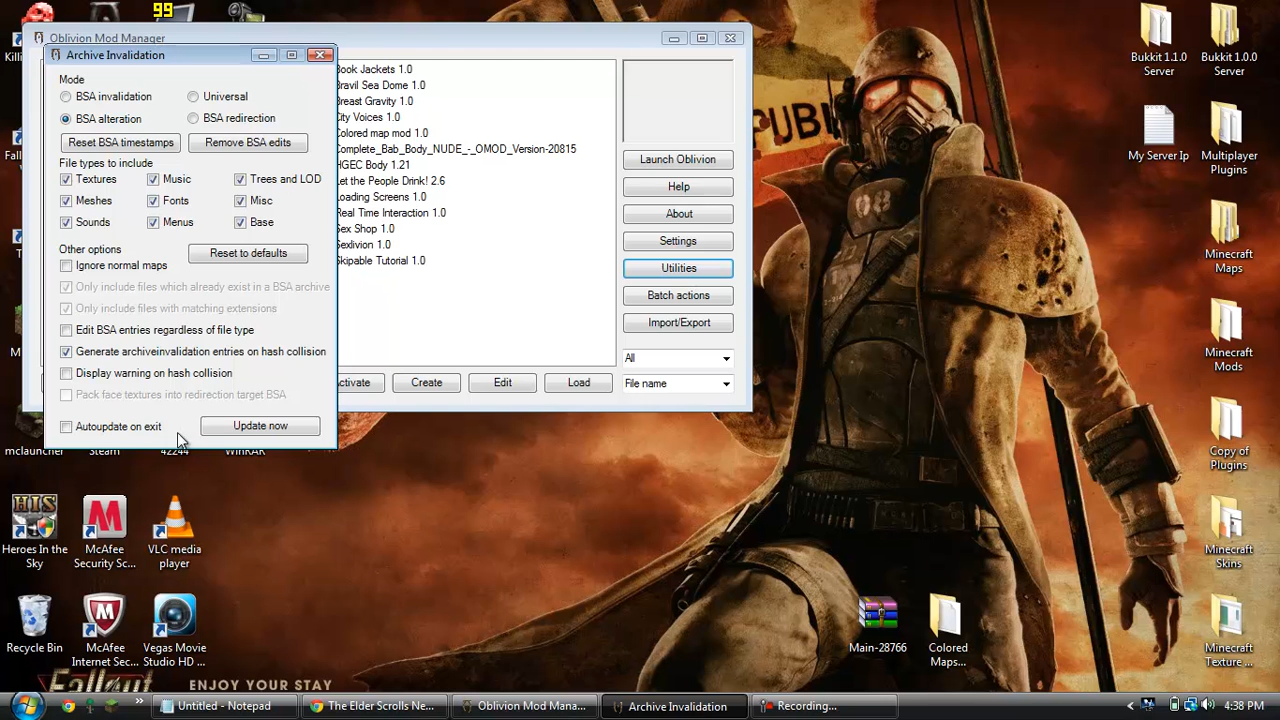 99
Oblivion Mod Manager
Archive Invalidation
Mode
BSA invalidation
Universal
BSA alteration
BSA redirection
Reset BSA timestamps
Remove BSA edits
File types to include
Textures
Music
Trees and LOD
Meshes
Fonts
Misc
Sounds
Menus
Base
Other options
Reset to defaults
Ignore normal maps
Only include files which already exist in a BSA archive
Only include files with matching extensions
Edit BSA entries regardless of file type
Generate archiveinvalidation entries on hash collision
Display warning on hash collision
Pack face textures into redirection target BSA
Autoupdate on exit
Update now
Book Jackets 1.0
Bravil Sea Dome 1.0
Breast Gravity 1.0
City Voices 1.0
Colored map mod 1.0
Complete_Bab_Body_NUDE_-_OMOD_Version-20815
HGEC Body 1.21
Let the People Drink! 2.6
Loading Screens 1.0
Real Time Interaction 1.0
Sex Shop 1.0
Sexlivion 1.0
Skipable Tutorial 1.0
Create
Edit
Load
Launch Oblivion
Help
About
Settings
Utilities
Batch actions
Import/Export
All
File name
Bukkit 1.1.0
Server
Bukkit 1.0.0
Server
My Server Ip
Multiplayer
Plugins
Minecraft
Maps
Minecraft
Mods
Copy of
Plugins
Minecraft
Skins
Minecraft
Texture ...
mclauncher
Steam
42244
WinRAR
Heroes In the
Sky
McAfee
Security Sc...
VLC media
player
Recycle Bin
McAfee
Internet Sec...
Vegas Movie
Studio HD ...
Main-28766
Colored
Maps...
Fallout
ENJOY YOUR STAY
Untitled - Notepad
The Elder Scrolls Ne...
Oblivion Mod Mana...
Archive Invalidation
Recording...
4:38 PM